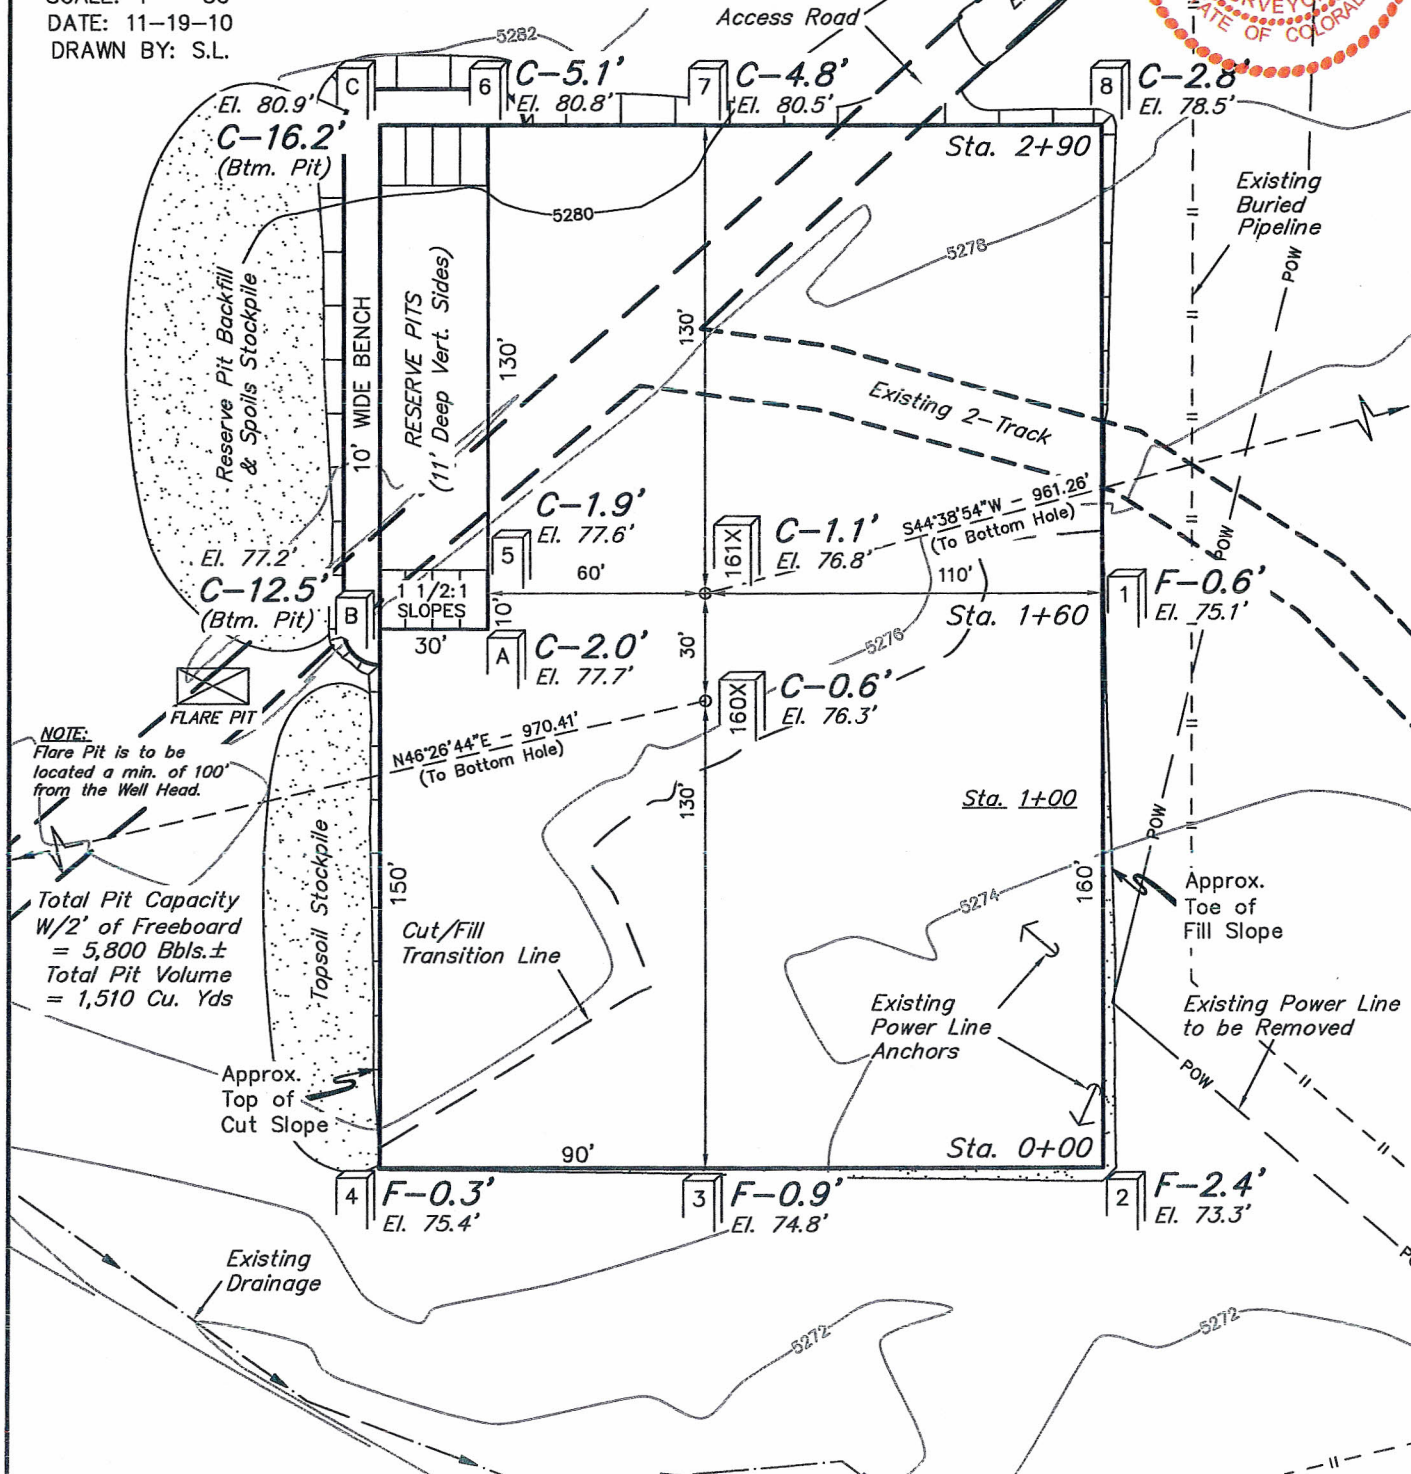 DATE: 11-19-10
DRAWN BY: S.L.
Access Road
SURVEYOR
STATE OF COLORADO
5282
C
6
C-5.1'
El. 80.8'
7
C-4.8'
El. 80.5'
8
C-2.8'
El. 78.5'
El. 80.9'
C-16.2'
(Btm. Pit)
Sta. 2+90
Existing
Buried
Pipeline
5280
5278
POW
Reserve Pit Backfill
& Spoils Stockpile
10' WIDE BENCH
RESERVE PITS
(11' Deep Vert. Sides)
130'
130'
Existing 2-Track
C-1.9'
El. 77.6'
5
161X
C-1.1'
El. 76.8'
S44°38'54"W - 961.26'
(To Bottom Hole)
POW
El. 77.2'
C-12.5'
(Btm. Pit)
B
1 1/2:1
SLOPES
10'
60'
110'
1
F-0.6'
El. 75.1'
Sta. 1+60
30'
A
C-2.0'
El. 77.7'
30'
5276
160X
C-0.6'
El. 76.3'
FLARE PIT
NOTE:
Flare Pit is to be
located a min. of 100'
from the Well Head.
N46°26'44"E - 970.41'
(To Bottom Hole)
130'
Sta. 1+00
POW
Total Pit Capacity
W/2' of Freeboard
= 5,800 Bbls.±
Total Pit Volume
= 1,510 Cu. Yds
Topsoil Stockpile
150'
Cut/Fill
Transition Line
5274
160'
Approx.
Toe of
Fill Slope
Existing
Power Line
Anchors
Existing Power Line
to be Removed
POW
Approx.
Top of
Cut Slope
90'
Sta. 0+00
4
F-0.3'
El. 75.4'
3
F-0.9'
El. 74.8'
2
F-2.4'
El. 73.3'
Existing
Drainage
5272
5272